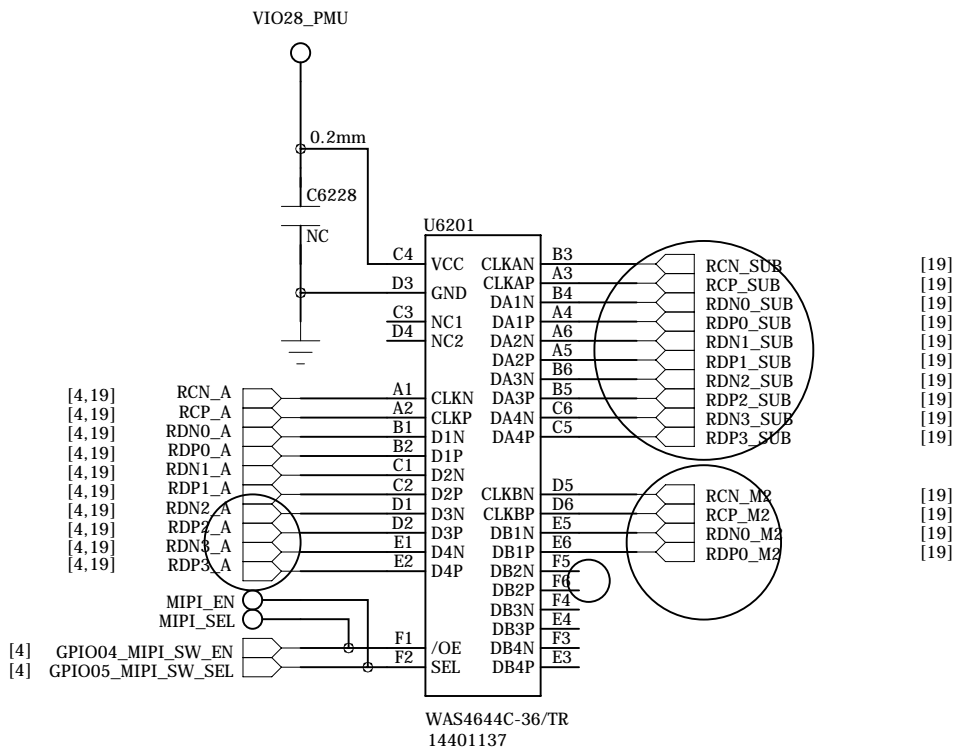 VIO28_PMU
0.2mm
C6228
NC
U6201
C4 VCC CLKAN B3 RCN_SUB [19]
CLKAP A3 RCP_SUB [19]
D3 GND DA1N B4 RDN0_SUB [19]
C3 NC1 DA1P A4 RDP0_SUB [19]
D4 NC2 DA2N A6 RDN1_SUB [19]
DA2P A5 RDP1_SUB [19]
DA3N B6 RDN2_SUB [19]
[4,19] RCN_A A1 CLKN DA3P B5 RDP2_SUB [19]
[4,19] RCP_A A2 CLKP DA4N C6 RDN3_SUB [19]
[4,19] RDN0_A B1 D1N DA4P C5 RDP3_SUB [19]
[4,19] RDP0_A B2 D1P
[4,19] RDN1_A C1 D2N
[4,19] RDP1_A C2 D2P CLKBN D5 RCN_M2 [19]
[4,19] RDN2_A D1 D3N CLKBP D6 RCP_M2 [19]
[4,19] RDP2_A D2 D3P DB1N E5 RDN0_M2 [19]
[4,19] RDN3_A E1 D4N DB1P E6 RDP0_M2 [19]
[4,19] RDP3_A E2 D4P DB2N F5
DB2P F6
MIPI_EN DB3N F4
MIPI_SEL DB3P E4
[4] GPIO04_MIPI_SW_EN F1 /OE DB4N F3
[4] GPIO05_MIPI_SW_SEL F2 SEL DB4P E3
WAS4644C-36/TR
14401137